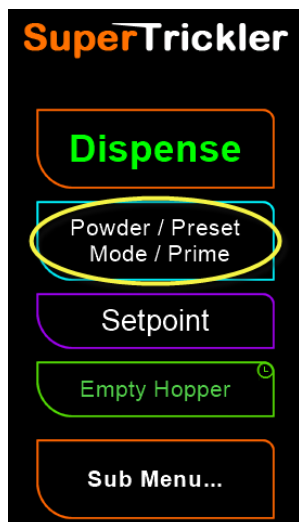 SuperTrickler
Dispense
Powder / Preset
Mode / Prime
Setpoint
Empty Hopper
Sub Menu...